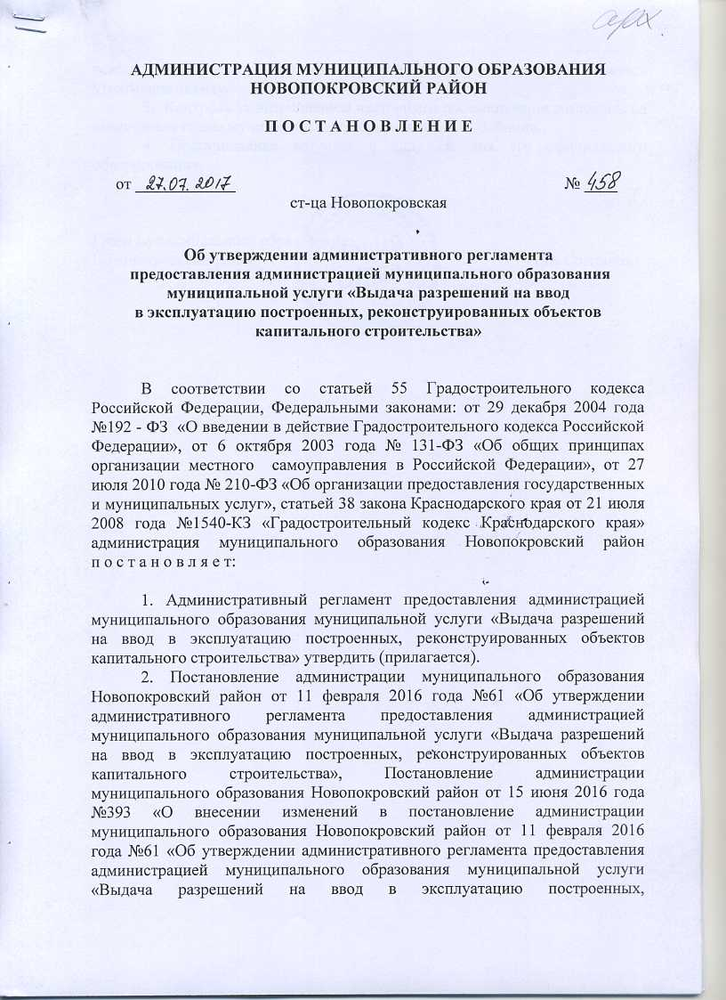 арх.
АДМИНИСТРАЦИЯ МУНИЦИПАЛЬНОГО ОБРАЗОВАНИЯ
НОВОПОКРОВСКИЙ РАЙОН
П О С Т А Н О В Л Е Н И Е
от 27.07.2017 № 458
ст-ца Новопокровская
Об утверждении административного регламента
предоставления администрацией муниципального образования
муниципальной услуги «Выдача разрешений на ввод
в эксплуатацию построенных, реконструированных объектов
капитального строительства»
В соответствии со статьей 55 Градостроительного кодекса
Российской Федерации, Федеральными законами: от 29 декабря 2004 года
№192 - ФЗ «О введении в действие Градостроительного кодекса Российской
Федерации», от 6 октября 2003 года № 131-ФЗ «Об общих принципах
организации местного самоуправления в Российской Федерации», от 27
июля 2010 года № 210-ФЗ «Об организации предоставления государственных
и муниципальных услуг», статьей 38 закона Краснодарского края от 21 июля
2008 года №1540-КЗ «Градостроительный кодекс Краснодарского края»
администрация муниципального образования Новопокровский район
п о с т а н о в л я е т:
1. Административный регламент предоставления администрацией
муниципального образования муниципальной услуги «Выдача разрешений
на ввод в эксплуатацию построенных, реконструированных объектов
капитального строительства» утвердить (прилагается).
2. Постановление администрации муниципального образования
Новопокровский район от 11 февраля 2016 года №61 «Об утверждении
административного регламента предоставления администрацией
муниципального образования муниципальной услуги «Выдача разрешений
на ввод в эксплуатацию построенных, реконструированных объектов
капитального строительства», Постановление администрации
муниципального образования Новопокровский район от 15 июня 2016 года
№393 «О внесении изменений в постановление администрации
муниципального образования Новопокровский район от 11 февраля 2016
года №61 «Об утверждении административного регламента предоставления
администрацией муниципального образования муниципальной услуги
«Выдача разрешений на ввод в эксплуатацию построенных,